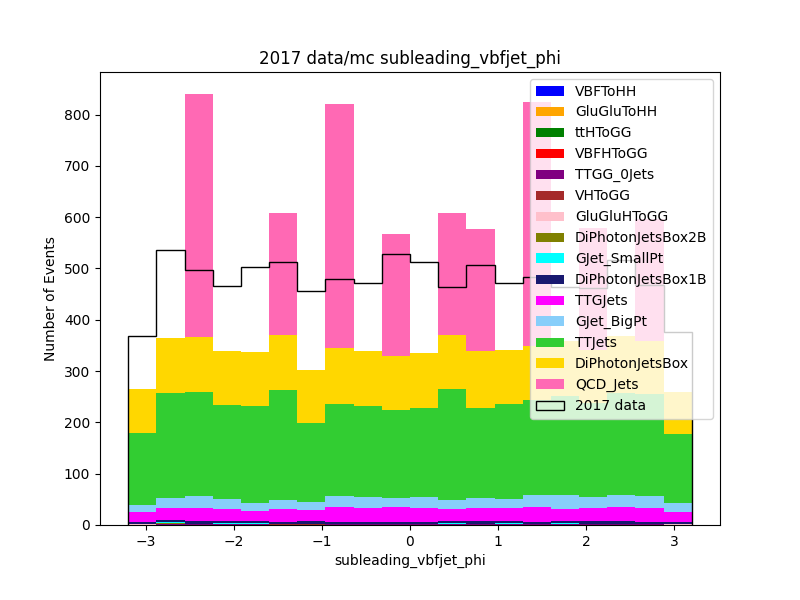 2017 data/mc subleading_vbfjet_phi
Number of Events
800
700
600
500
400
300
200
100
0
−3
−2
−1
0
1
2
3
subleading_vbfjet_phi
VBFToHH
GluGluToHH
ttHToGG
VBFHToGG
TTGG_0Jets
VHToGG
GluGluHToGG
DiPhotonJetsBox2B
GJet_SmallPt
DiPhotonJetsBox1B
TTGJets
GJet_BigPt
TTJets
DiPhotonJetsBox
QCD_Jets
2017 data